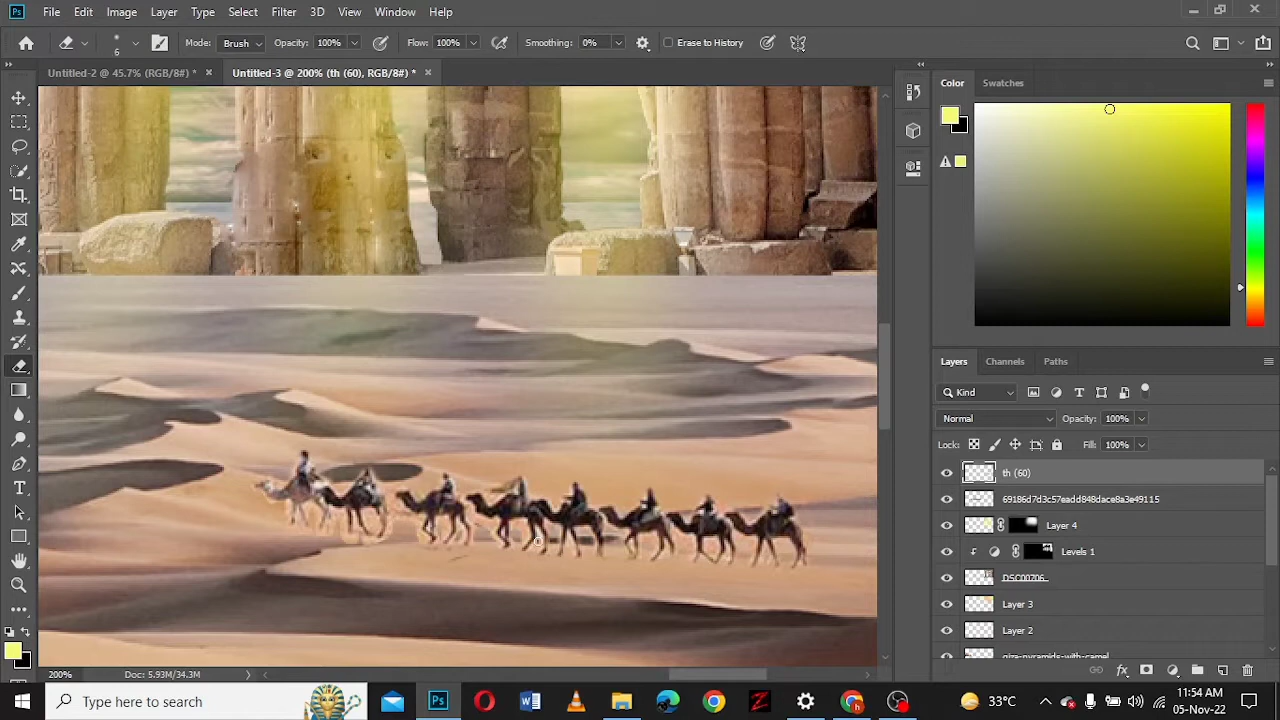 Ps File Edit Image Layer Type Select Filter 3D View Window Help
6 Mode: Brush Opacity: 100% Flow: 100% Smoothing: 0% Erase to History
Untitled-2 @ 45.7% (RGB/8#) * × Untitled-3 @ 200% (th (60), RGB/8#) * ×
Color Swatches
Layers Channels Paths
Kind
Normal Opacity: 100%
Lock: Fill: 100%
th (60)
69186d7d3c57eadd848dace8a3e49115
Layer 4
Levels 1
DSC00206
Layer 3
Layer 2
giza-pyramids-with-camel
200% Doc: 5.93M/34.3M
Type here to search
33°C
1:54 AM
05-Nov-22